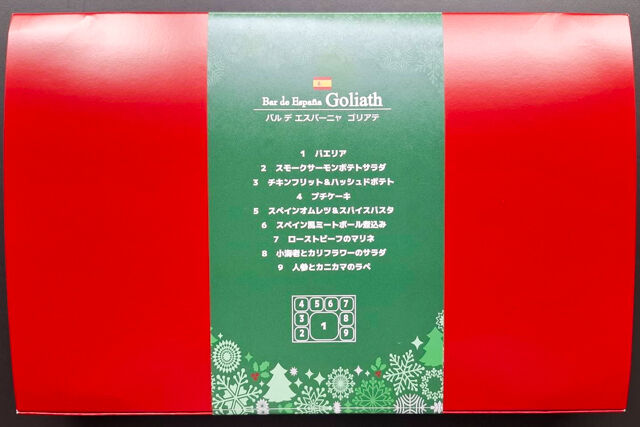 Bar de España Goliath
バル デ エスパーニャ ゴリアテ
1 パエリア
2 スモークサーモンポテトサラダ
3 チキンフリット&ハッシュドポテト
4 プチケーキ
5 スペインオムレツ&スパイスパスタ
6 スペイン風ミートボール煮込み
7 ローストビーフのマリネ
8 小海老とカリフラワーのサラダ
9 人参とカニカマのラペ
4 5 6 7
3 8
1
2 9